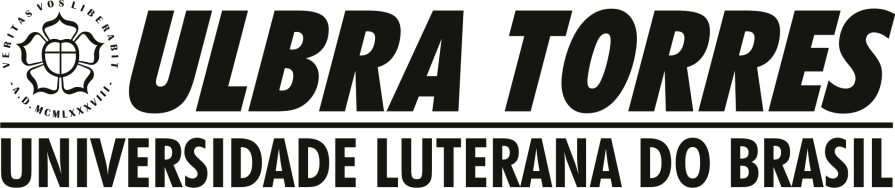 VERITAS VOS LIBERABIT
- A.D. MCMLXXXVIII -
ULBRA TORRES
UNIVERSIDADE LUTERANA DO BRASIL